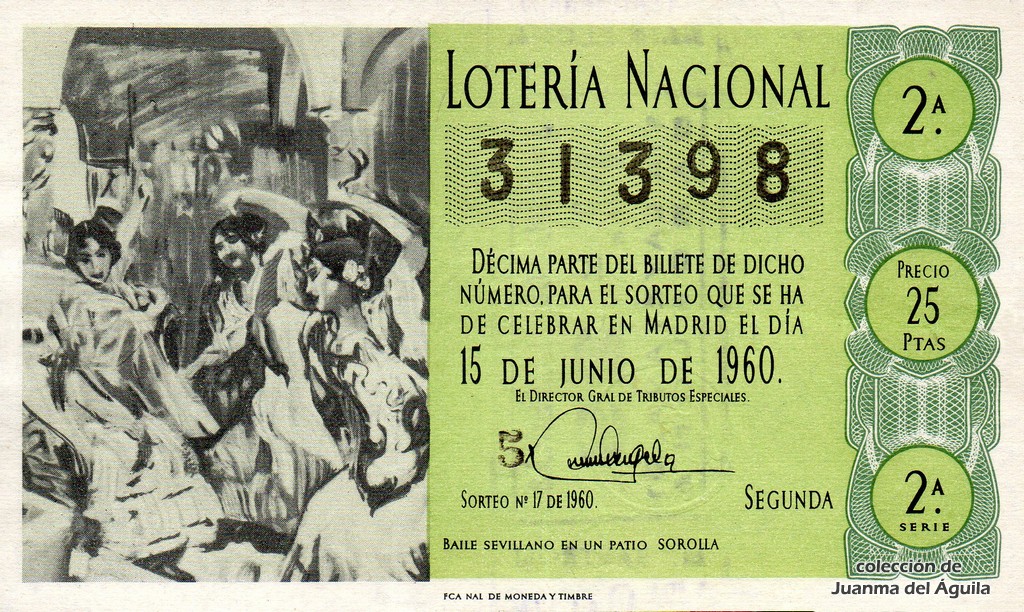 LOTERÍA NACIONAL
31398
DÉCIMA PARTE DEL BILLETE DE DICHO
NÚMERO, PARA EL SORTEO QUE SE HA
DE CELEBRAR EN MADRID EL DÍA
15 DE JUNIO DE 1960.
EL DIRECTOR GRAL DE TRIBUTOS ESPECIALES.
5ª
SORTEO Nº 17 DE 1960.
SEGUNDA
BAILE SEVILLANO EN UN PATIO SOROLLA
FCA NAL DE MONEDA Y TIMBRE
2.ª
PRECIO
25
PTAS
2.ª
SERIE
colección de
Juanma del Águila